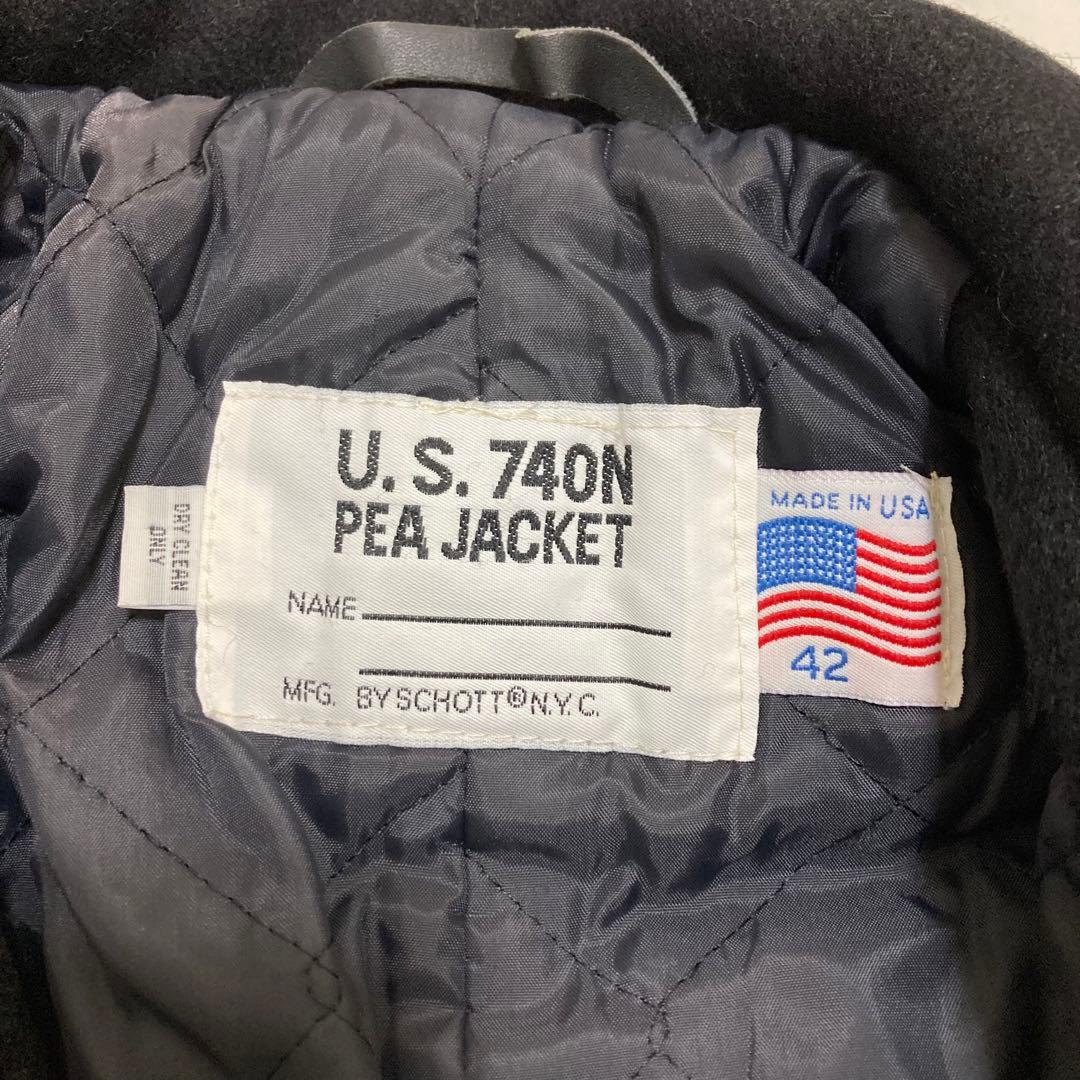 U. S. 740N
PEA JACKET
NAME
MFG. BY SCHOTT® N.Y.C.
DRY CLEAN
ONLY
MADE IN USA
42